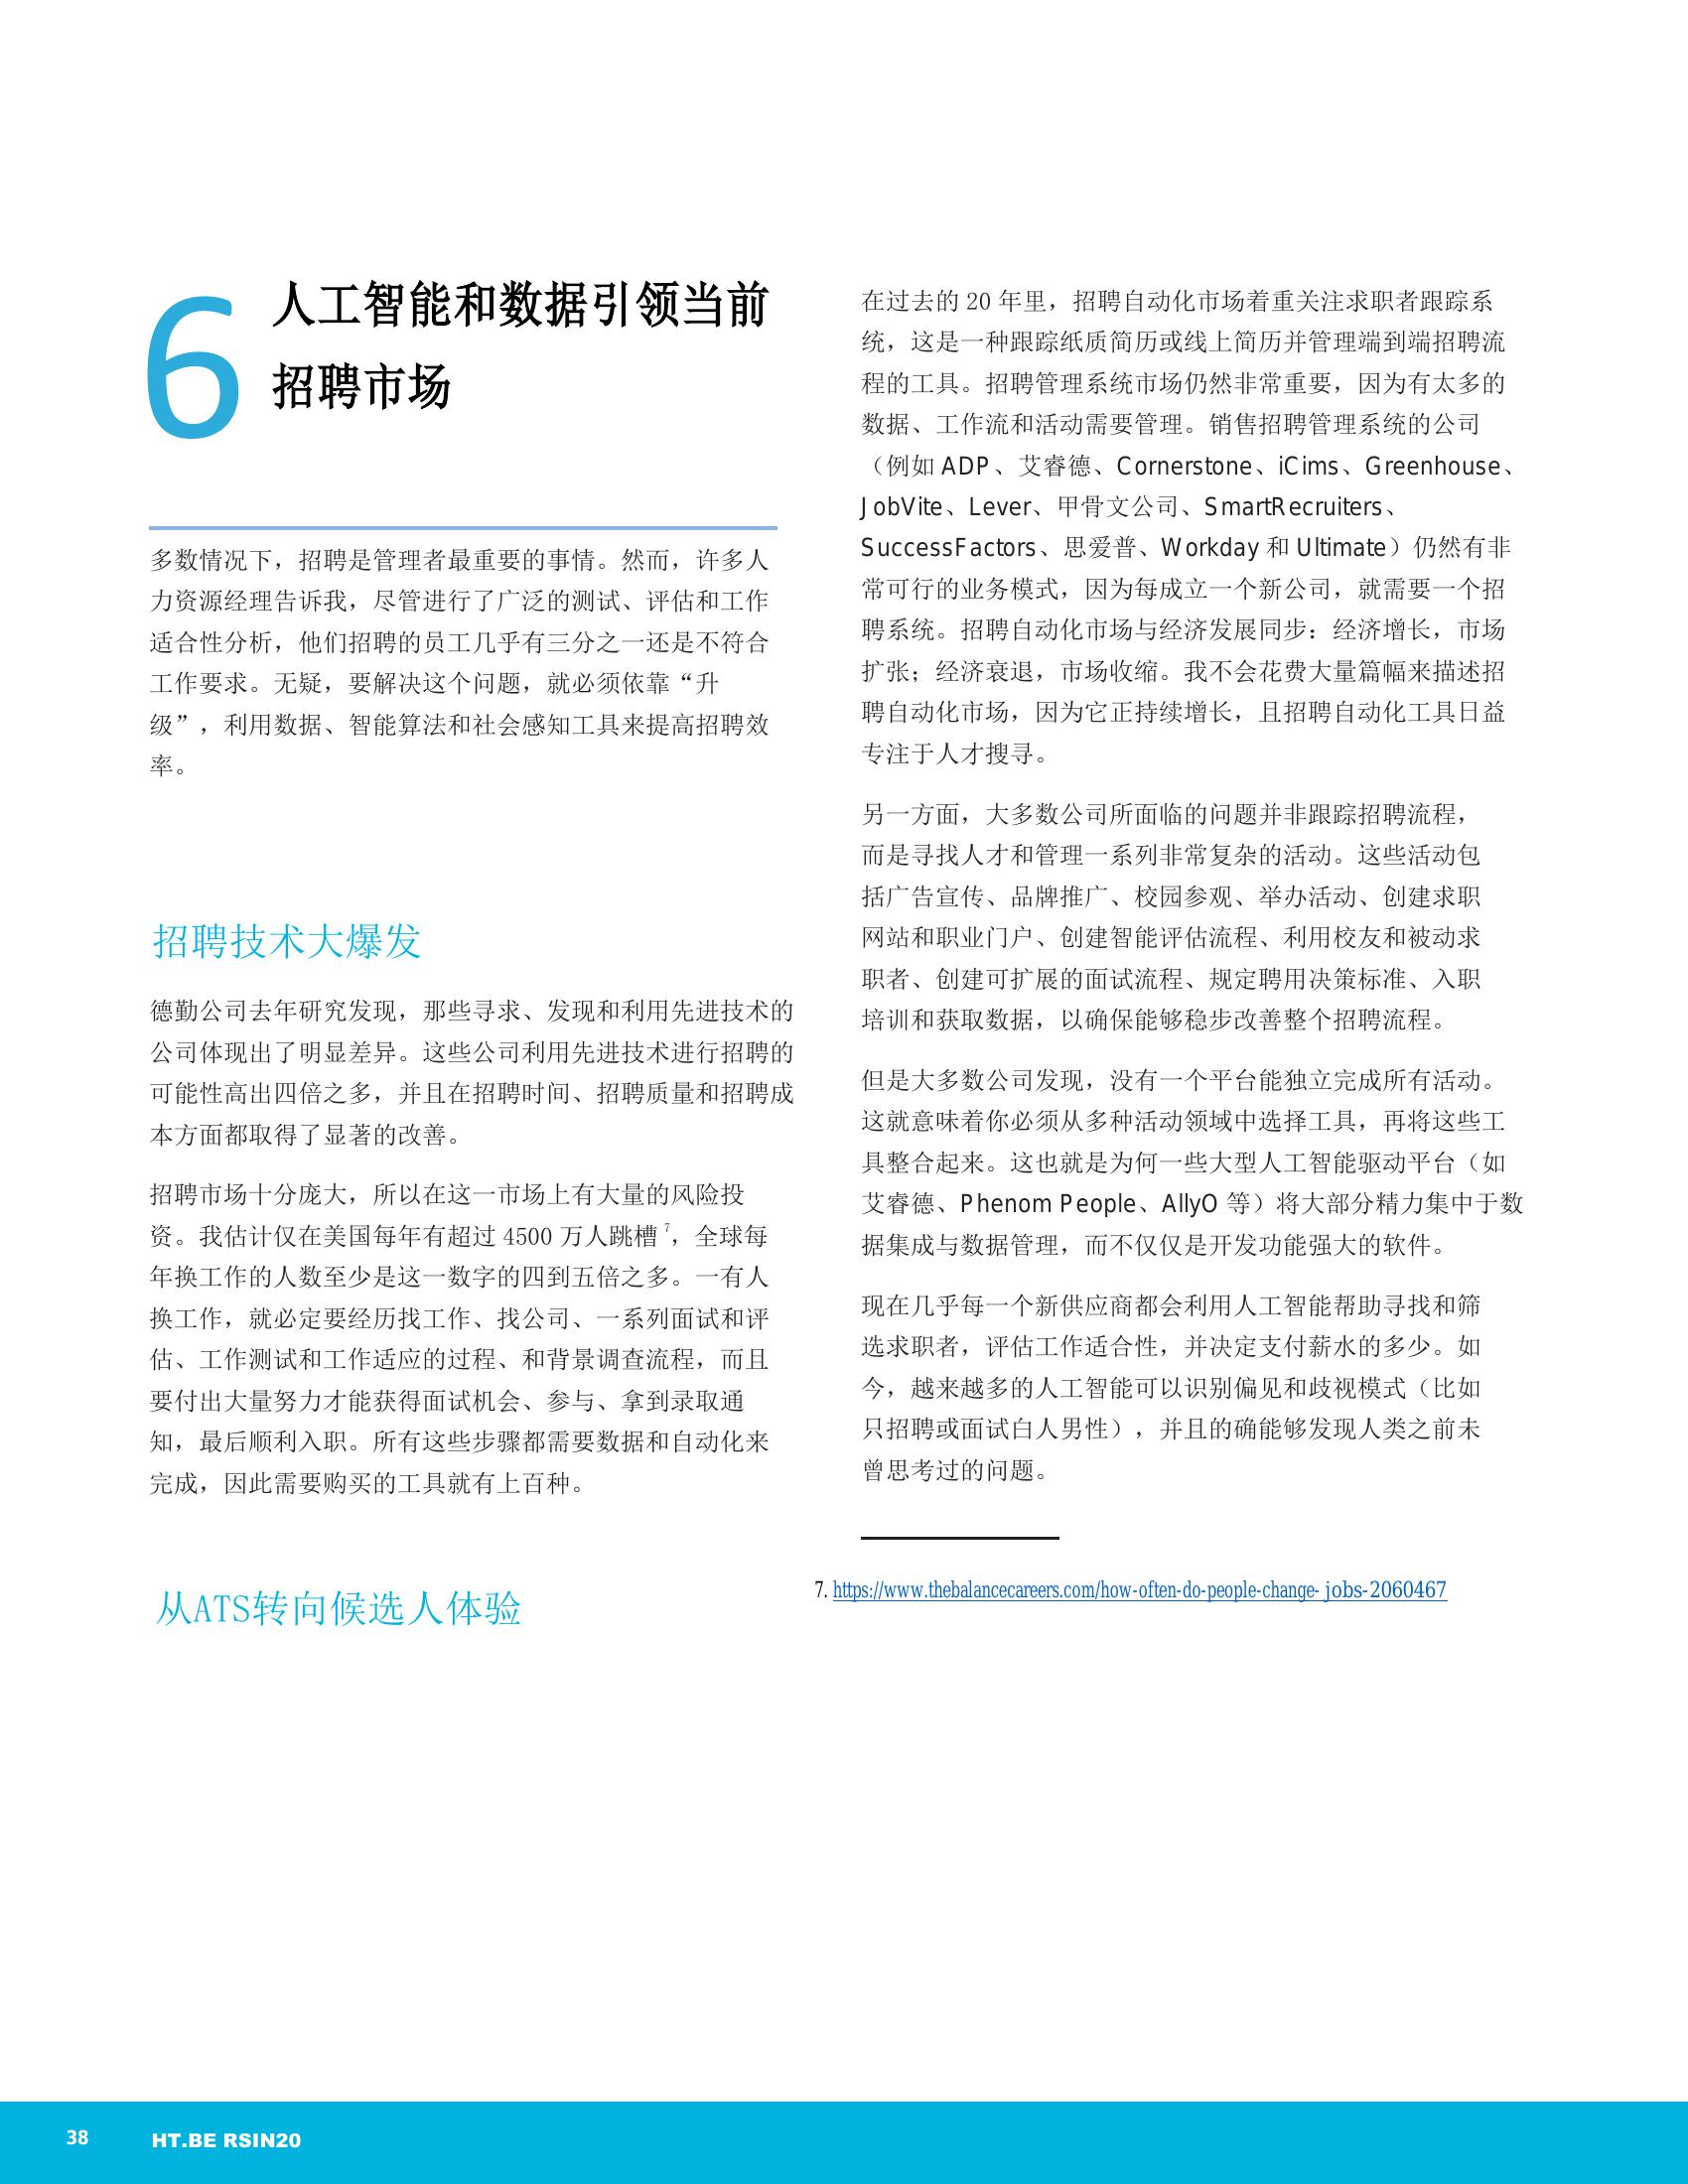 6
人工智能和数据引领当前
招聘市场
多数情况下，招聘是管理者最重要的事情。然而，许多人
力资源经理告诉我，尽管进行了广泛的测试、评估和工作
适合性分析，他们招聘的员工几乎有三分之一还是不符合
工作要求。无疑，要解决这个问题，就必须依靠“升
级”，利用数据、智能算法和社会感知工具来提高招聘效
率。
招聘技术大爆发
德勤公司去年研究发现，那些寻求、发现和利用先进技术的
公司体现出了明显差异。这些公司利用先进技术进行招聘的
可能性高出四倍之多，并且在招聘时间、招聘质量和招聘成
本方面都取得了显著的改善。
招聘市场十分庞大，所以在这一市场上有大量的风险投
资。我估计仅在美国每年有超过 4500 万人跳槽 7，全球每
年换工作的人数至少是这一数字的四到五倍之多。一有人
换工作，就必定要经历找工作、找公司、一系列面试和评
估、工作测试和工作适应的过程、和背景调查流程，而且
要付出大量努力才能获得面试机会、参与、拿到录取通
知，最后顺利入职。所有这些步骤都需要数据和自动化来
完成，因此需要购买的工具就有上百种。
从ATS转向候选人体验
在过去的 20 年里，招聘自动化市场着重关注求职者跟踪系
统，这是一种跟踪纸质简历或线上简历并管理端到端招聘流
程的工具。招聘管理系统市场仍然非常重要，因为有太多的
数据、工作流和活动需要管理。销售招聘管理系统的公司
（例如 ADP、艾睿德、Cornerstone、iCims、Greenhouse、
JobVite、Lever、甲骨文公司、SmartRecruiters、
SuccessFactors、思爱普、Workday 和 Ultimate）仍然有非
常可行的业务模式，因为每成立一个新公司，就需要一个招
聘系统。招聘自动化市场与经济发展同步：经济增长，市场
扩张；经济衰退，市场收缩。我不会花费大量篇幅来描述招
聘自动化市场，因为它正持续增长，且招聘自动化工具日益
专注于人才搜寻。
另一方面，大多数公司所面临的问题并非跟踪招聘流程，
而是寻找人才和管理一系列非常复杂的活动。这些活动包
括广告宣传、品牌推广、校园参观、举办活动、创建求职
网站和职业门户、创建智能评估流程、利用校友和被动求
职者、创建可扩展的面试流程、规定聘用决策标准、入职
培训和获取数据，以确保能够稳步改善整个招聘流程。
但是大多数公司发现，没有一个平台能独立完成所有活动。
这就意味着你必须从多种活动领域中选择工具，再将这些工
具整合起来。这也就是为何一些大型人工智能驱动平台（如
艾睿德、Phenom People、AllyO 等）将大部分精力集中于数
据集成与数据管理，而不仅仅是开发功能强大的软件。
现在几乎每一个新供应商都会利用人工智能帮助寻找和筛
选求职者，评估工作适合性，并决定支付薪水的多少。如
今，越来越多的人工智能可以识别偏见和歧视模式（比如
只招聘或面试白人男性），并且的确能够发现人类之前未
曾思考过的问题。
7. https://www.thebalancecareers.com/how-often-do-people-change- jobs-2060467
38 HT.BE RSIN20